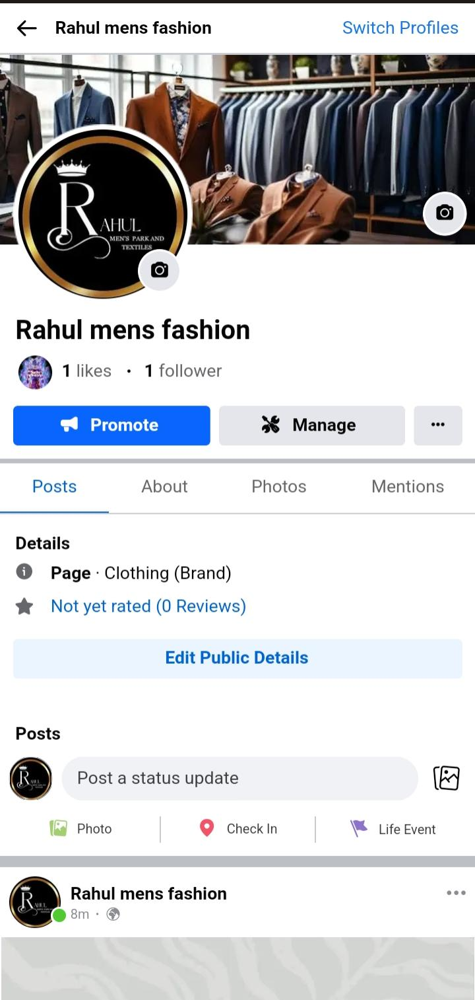 Rahul mens fashion Switch Profiles
RAHUL
MEN'S PARK AND
TEXTILES
Rahul mens fashion
1 likes · 1 follower
Promote Manage
Posts About Photos Mentions
Details
Page · Clothing (Brand)
Not yet rated (0 Reviews)
Edit Public Details
Posts
Post a status update
Photo Check In Life Event
Rahul mens fashion
8m ·